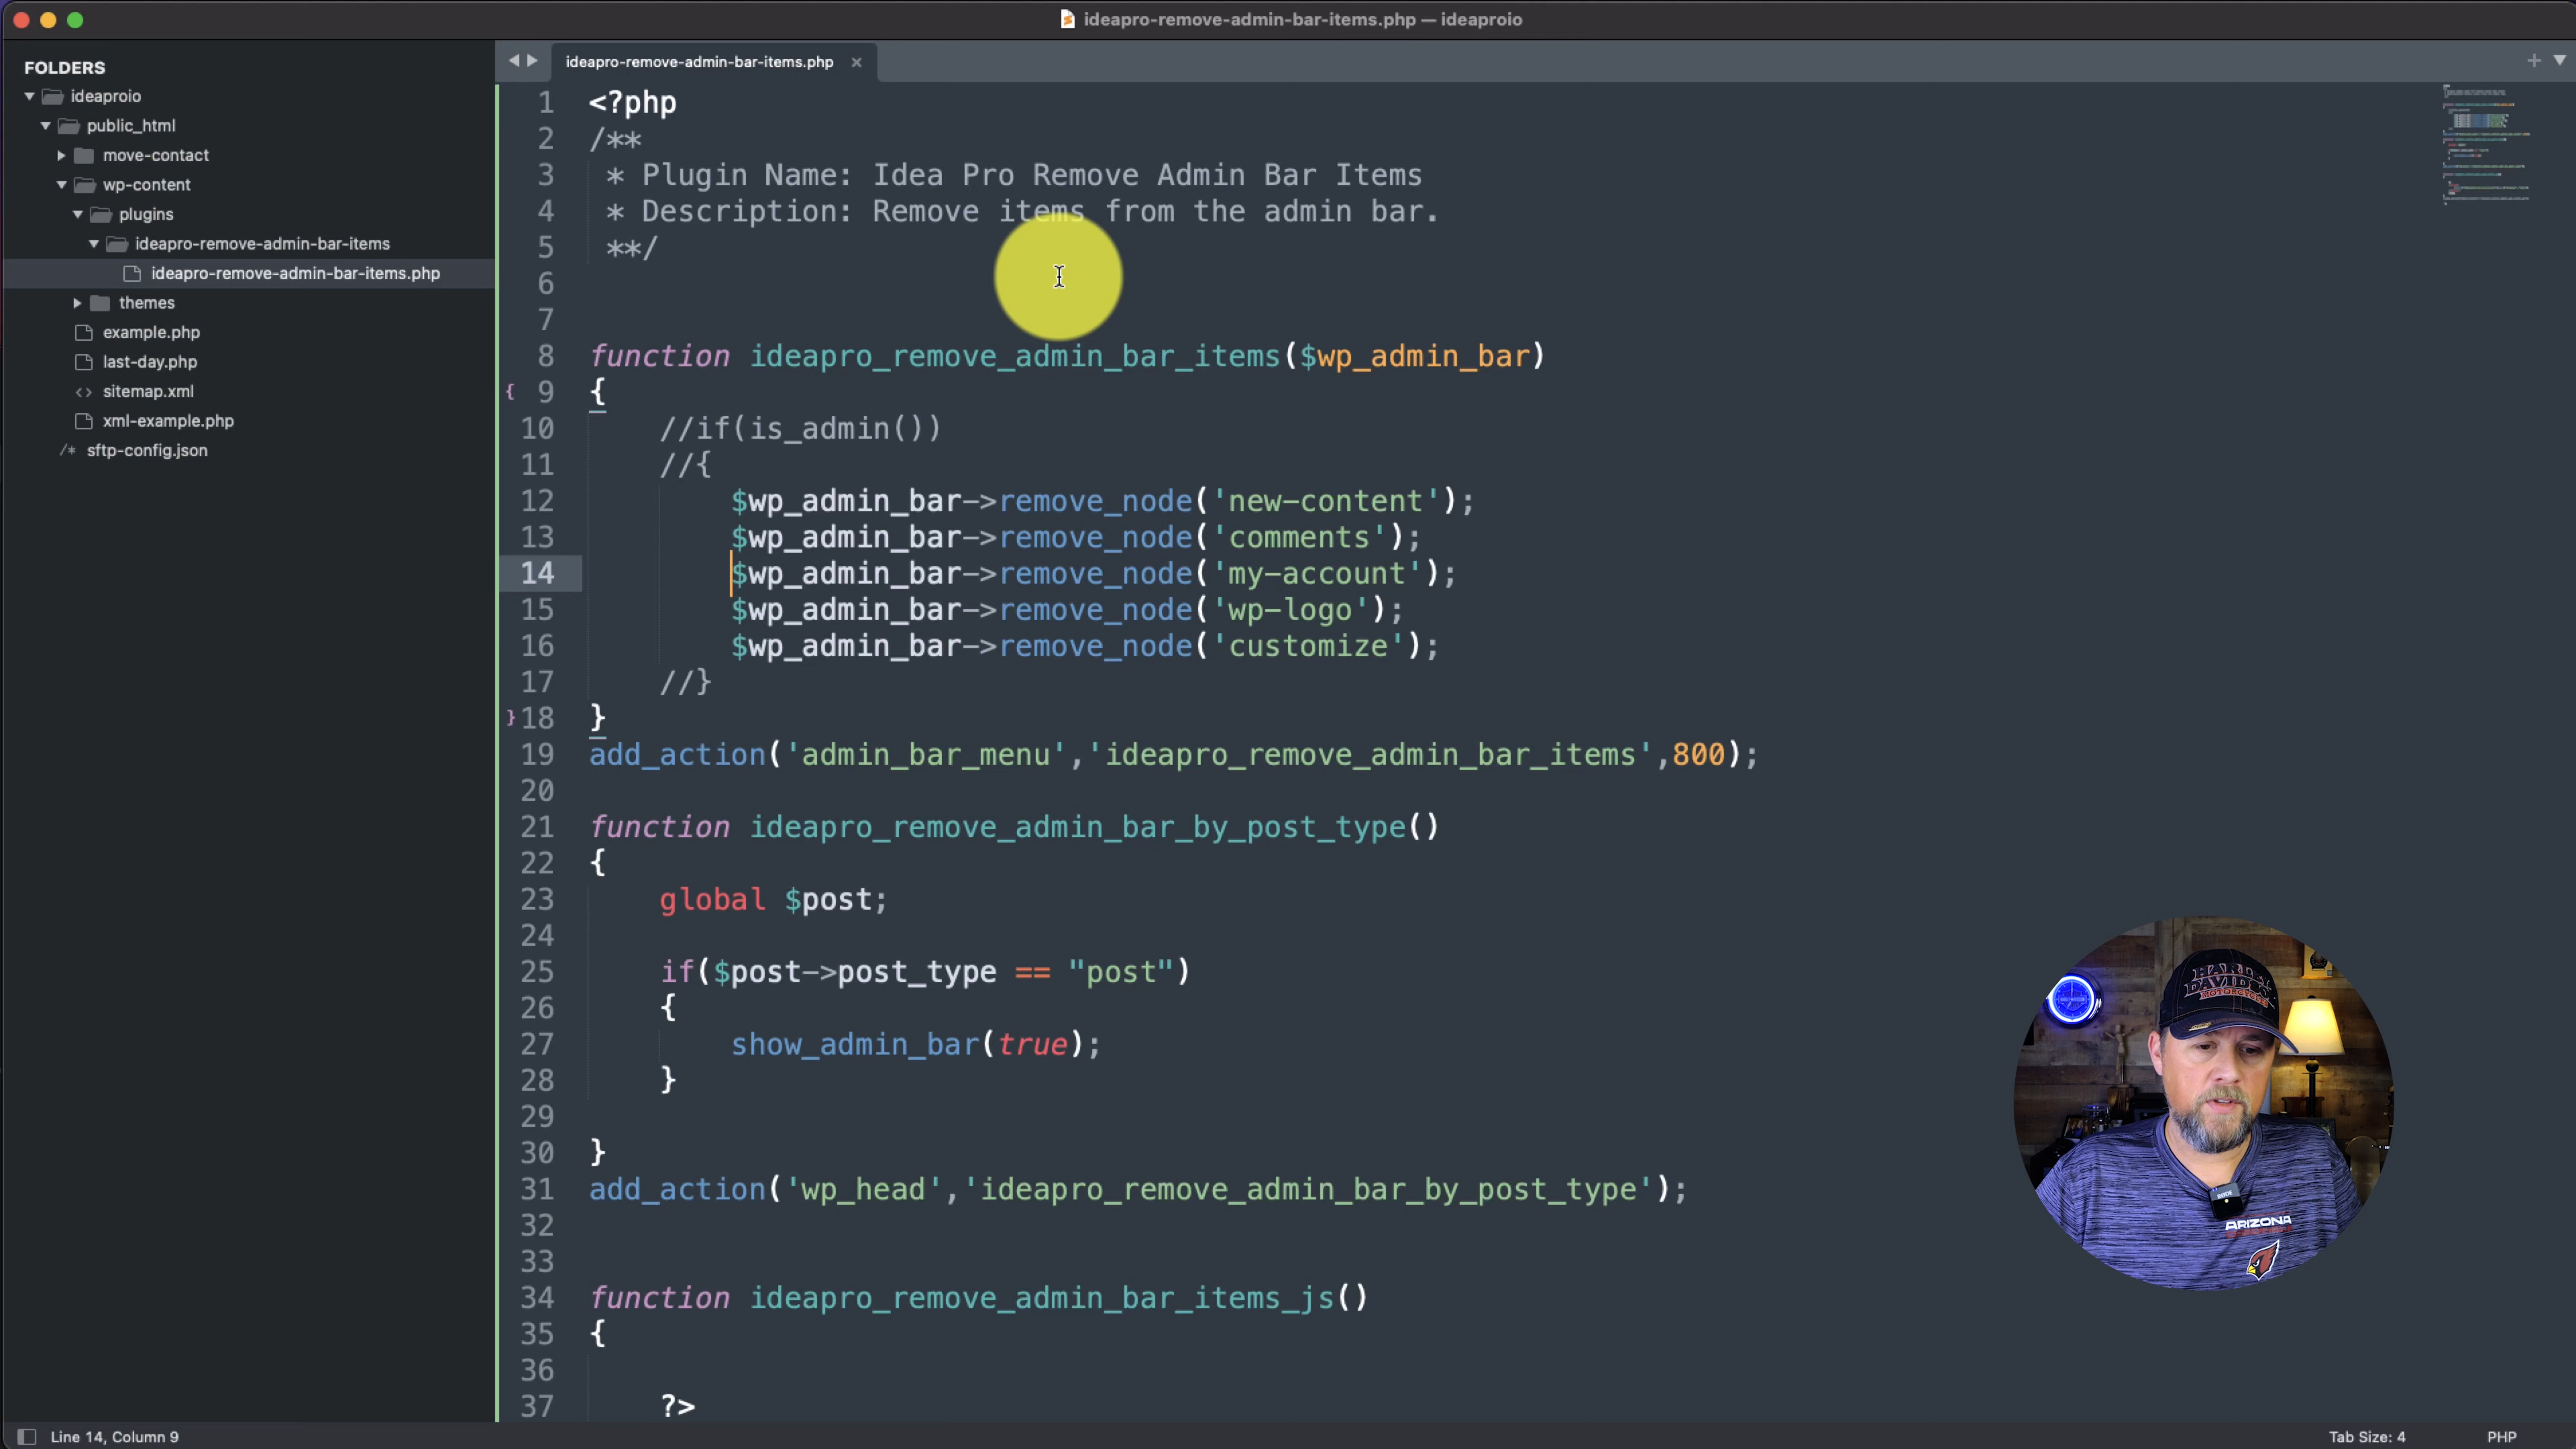 ideapro-remove-admin-bar-items.php — ideaproio
FOLDERS
ideaproio
public_html
move-contact
wp-content
plugins
ideapro-remove-admin-bar-items
ideapro-remove-admin-bar-items.php
themes
example.php
last-day.php
<> sitemap.xml
xml-example.php
/* sftp-config.json
ideapro-remove-admin-bar-items.php ×
1 <?php
2 /**
3 * Plugin Name: Idea Pro Remove Admin Bar Items
4 * Description: Remove items from the admin bar.
5 **/
6
7
8 function ideapro_remove_admin_bar_items($wp_admin_bar)
{ 9 {
10 //if(is_admin())
11 //{
12 $wp_admin_bar->remove_node('new-content');
13 $wp_admin_bar->remove_node('comments');
14 $wp_admin_bar->remove_node('my-account');
15 $wp_admin_bar->remove_node('wp-logo');
16 $wp_admin_bar->remove_node('customize');
17 //}
} 18 }
19 add_action('admin_bar_menu','ideapro_remove_admin_bar_items',800);
20
21 function ideapro_remove_admin_bar_by_post_type()
22 {
23 global $post;
24
25 if($post->post_type == "post")
26 {
27 show_admin_bar(true);
28 }
29
30 }
31 add_action('wp_head','ideapro_remove_admin_bar_by_post_type');
32
33
34 function ideapro_remove_admin_bar_items_js()
35 {
36
37 ?>
HARLEY
DAVIDSON
MOTORCYCLES
RODE
ARIZONA
Line 14, Column 9
Tab Size: 4
PHP